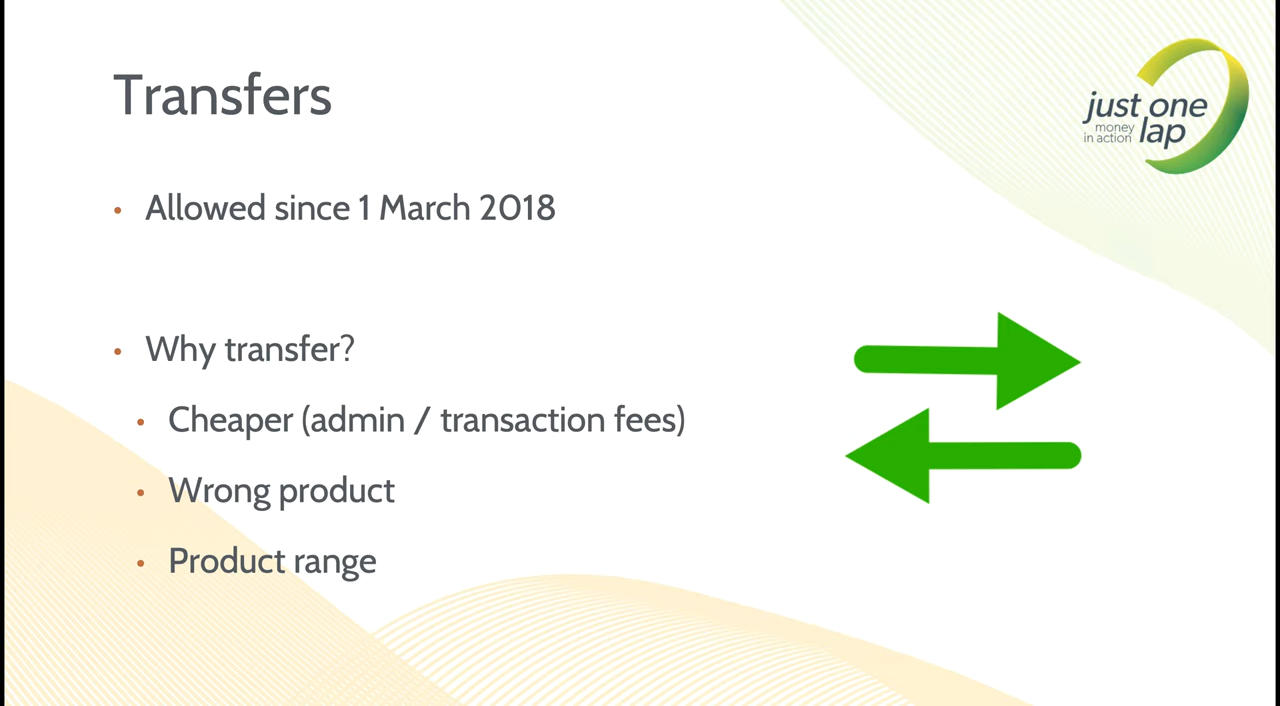 Transfers
just one
money
in action
lap
• Allowed since 1 March 2018
• Why transfer?
• Cheaper (admin / transaction fees)
• Wrong product
• Product range